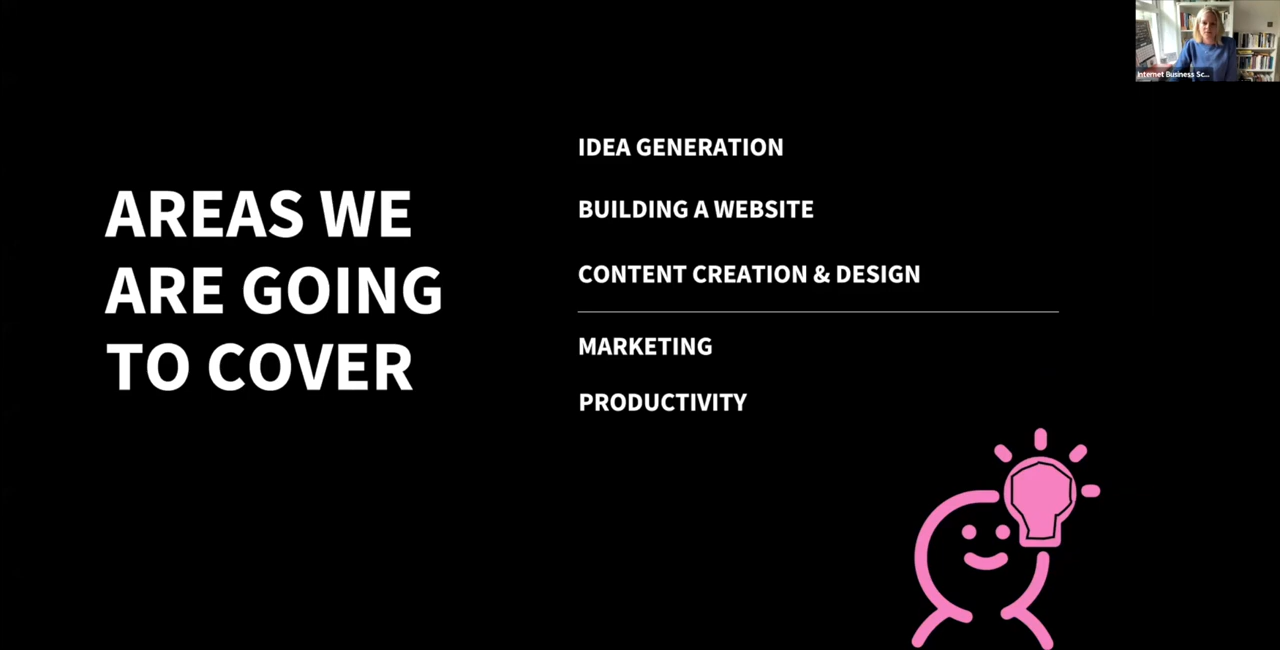 AREAS WE
ARE GOING
TO COVER
IDEA GENERATION
BUILDING A WEBSITE
CONTENT CREATION & DESIGN
MARKETING
PRODUCTIVITY
Internet Business Sc...